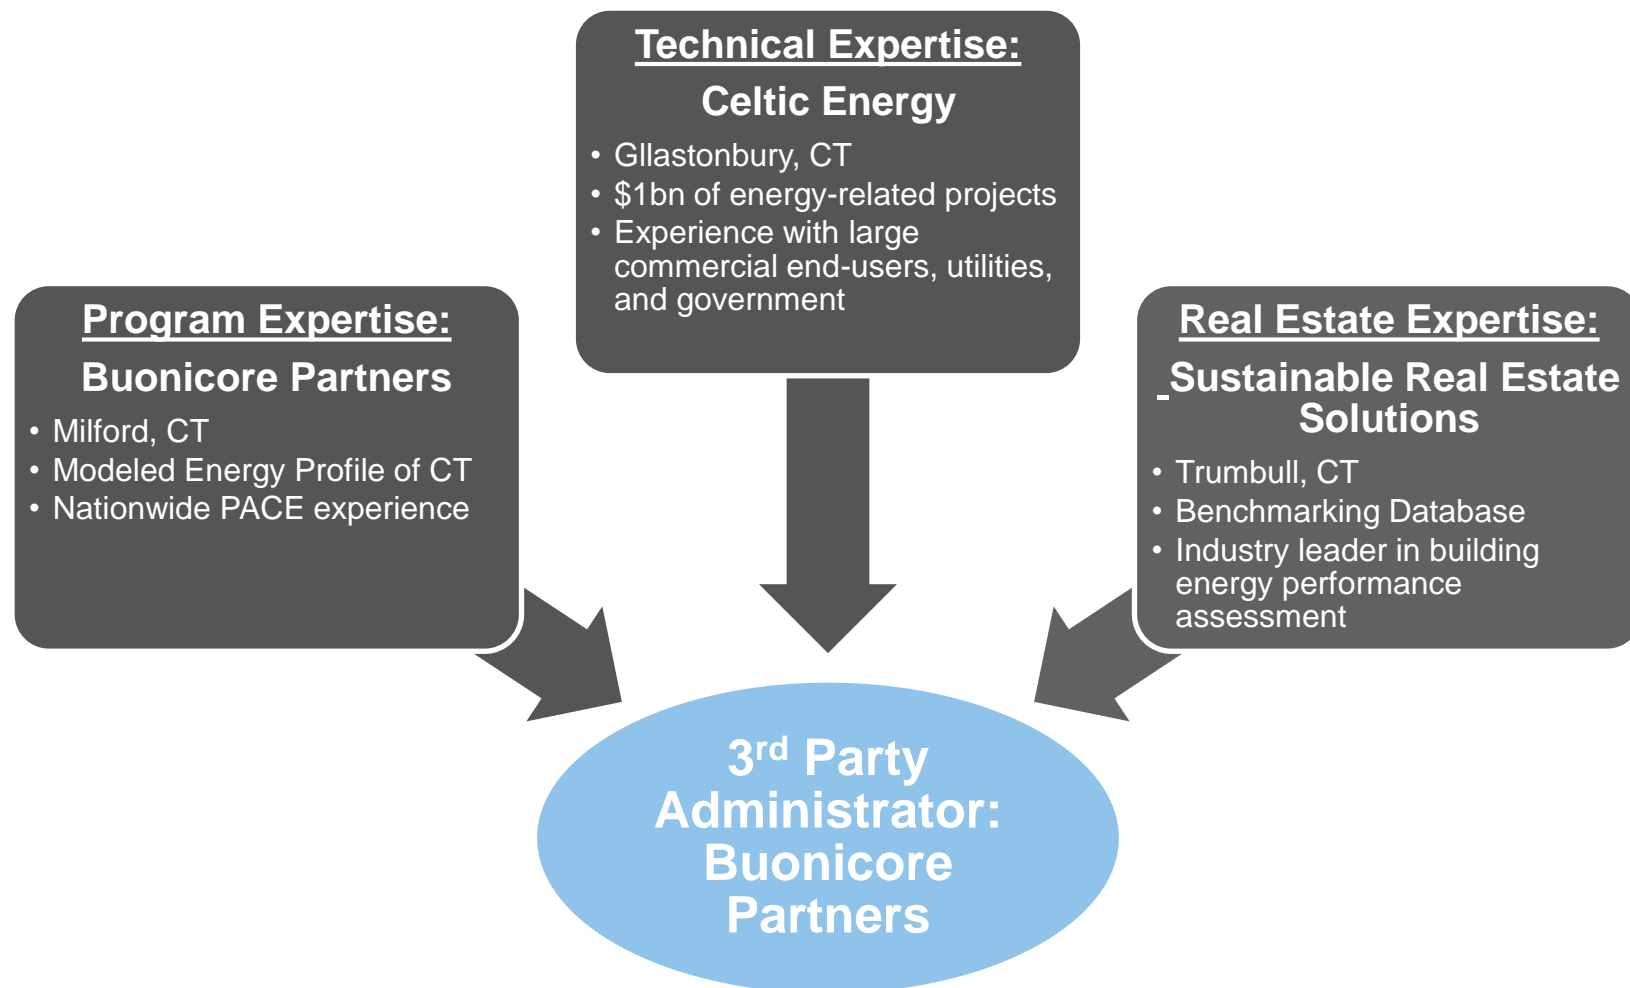 Technical Expertise:
Celtic Energy
• Gllastonbury, CT
• $1bn of energy-related projects
• Experience with large
commercial end-users, utilities,
and government
Program Expertise:
Buonicore Partners
• Milford, CT
• Modeled Energy Profile of CT
• Nationwide PACE experience
Real Estate Expertise:
Sustainable Real Estate
Solutions
• Trumbull, CT
• Benchmarking Database
• Industry leader in building
energy performance
assessment
3rd Party
Administrator:
Buonicore
Partners